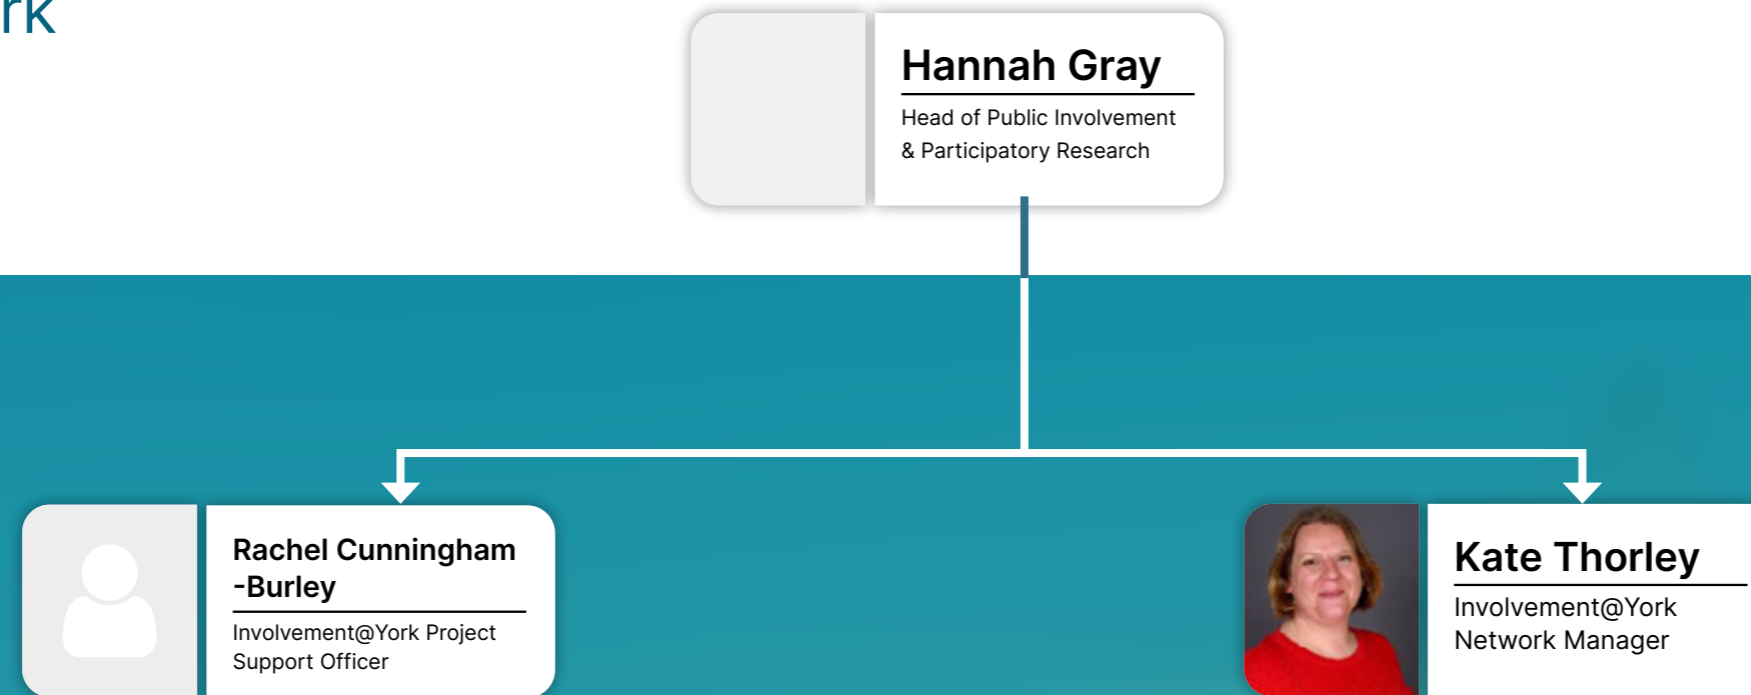 rk
Hannah Gray
Head of Public Involvement
& Participatory Research
Rachel Cunningham
-Burley
Involvement@York Project
Support Officer
Kate Thorley
Involvement@York
Network Manager